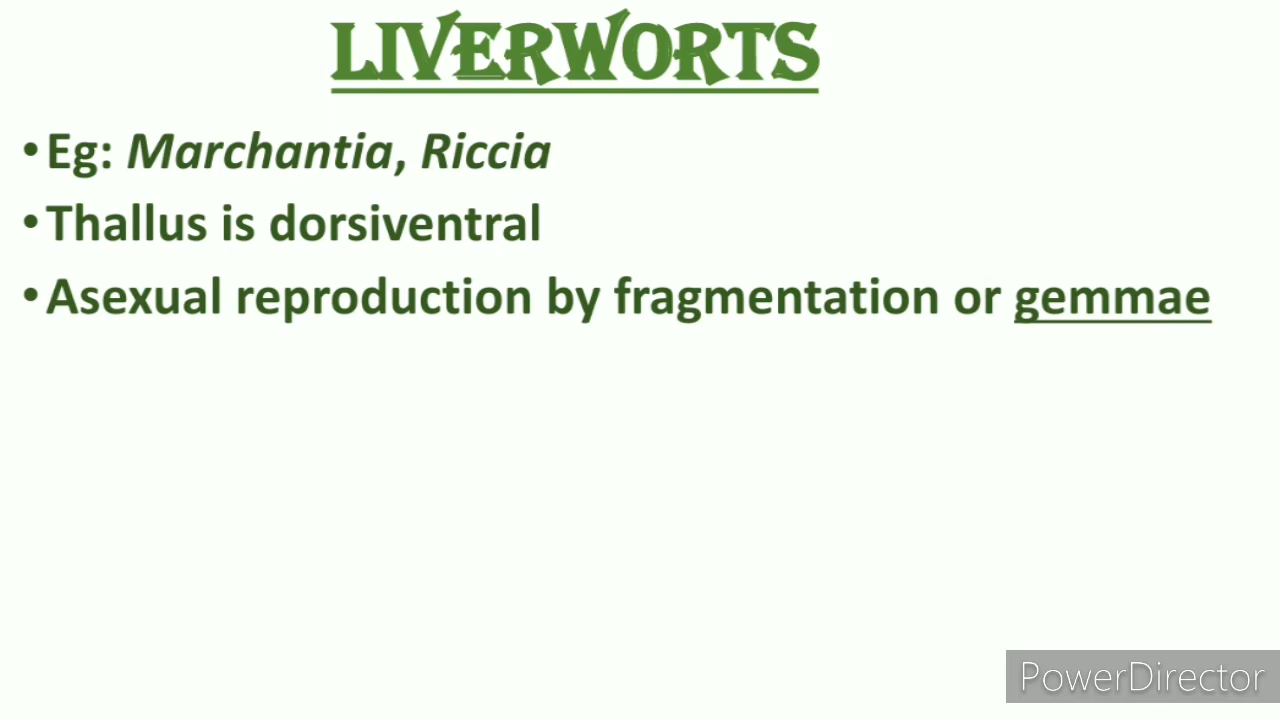 LIVERWORTS
•Eg: Marchantia, Riccia
•Thallus is dorsiventral
•Asexual reproduction by fragmentation or gemmae
PowerDirector